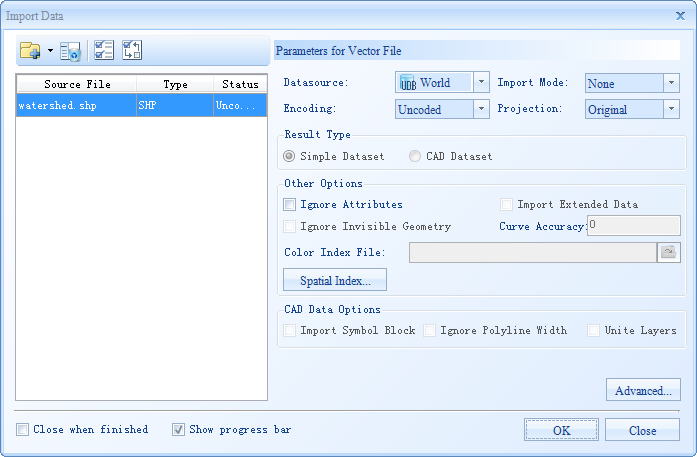 Import Data
Parameters for Vector File
Source File Type Status
watershed.shp SHP Unco...
Datasource: UDB World Import Mode: None
Encoding: Uncoded Projection: Original
Result Type
Simple Dataset CAD Dataset
Other Options
Ignore Attributes Import Extended Data
Ignore Invisible Geometry Curve Accuracy: 0
Color Index File:
Spatial Index...
CAD Data Options
Import Symbol Block Ignore Polyline Width Unite Layers
Advanced...
Close when finished Show progress bar OK Close